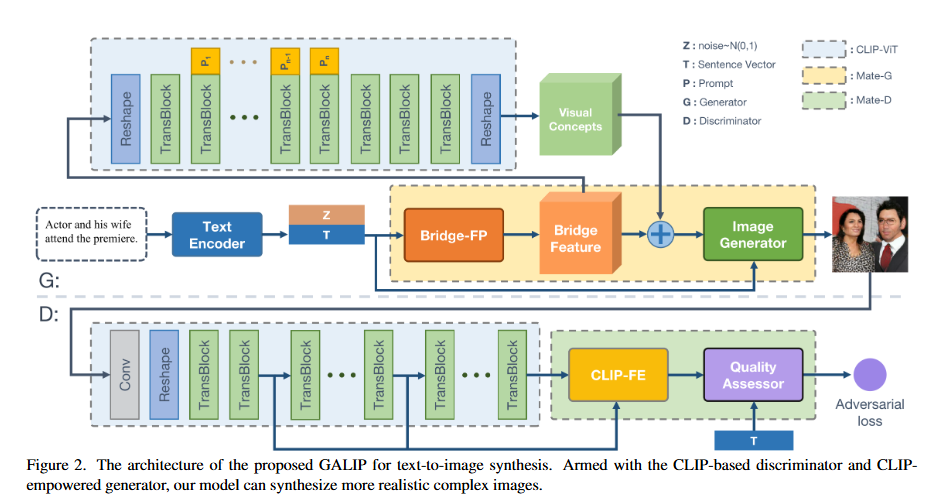 P₁ • • • Pₙ₋₁ Pₙ
Reshape
TransBlock
TransBlock
• • •
TransBlock
TransBlock
TransBlock
TransBlock
TransBlock
Reshape
Visual
Concepts
Z : noise~N(0,1)
T : Sentence Vector
P : Prompt
G : Generator
D : Discriminator
: CLIP-ViT
: Mate-G
: Mate-D
Actor and his wife
attend the premiere.
Text
Encoder
Z
T
Bridge-FP
Bridge
Feature
Image
Generator
G:
D:
Conv
Reshape
TransBlock
TransBlock
TransBlock
• • •
TransBlock
TransBlock
• • •
TransBlock
CLIP-FE
Quality
Assessor
T
Adversarial
loss
Figure 2. The architecture of the proposed GALIP for text-to-image synthesis. Armed with the CLIP-based discriminator and CLIP-
empowered generator, our model can synthesize more realistic complex images.